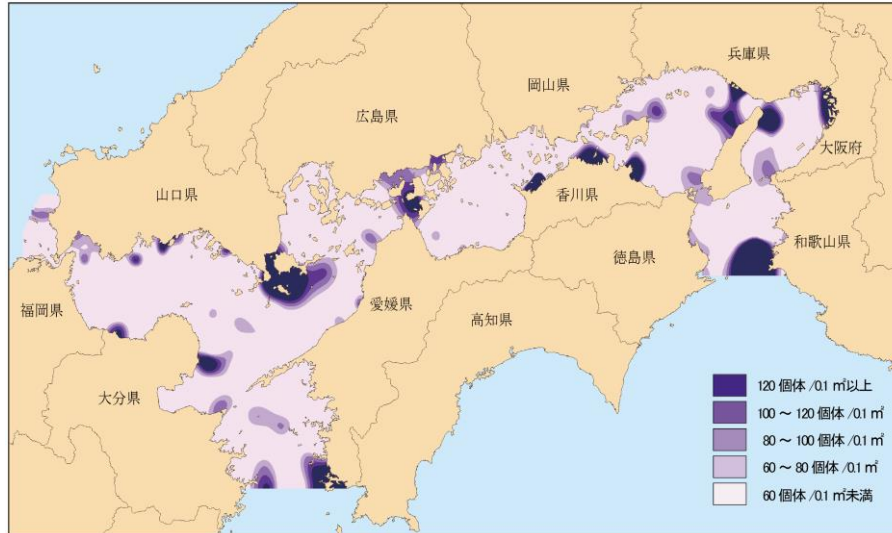 兵庫県
岡山県
広島県
大阪府
山口県
香川県
和歌山県
徳島県
愛媛県
福岡県
高知県
大分県
120 個体 /0.1 ㎡以上
100 ～ 120 個体 /0.1 ㎡
80 ～ 100 個体 /0.1 ㎡
60 ～ 80 個体 /0.1 ㎡
60 個体 /0.1 ㎡未満